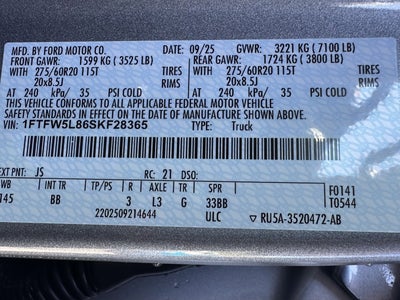 MFD. BY FORD MOTOR CO. 09/25 GVWR: 3221 KG ( 7100 LB)
FRONT GAWR: 1599 KG ( 3525 LB) REAR GAWR: 1724 KG ( 3800 LB)
WITH 275/60R20 115T TIRES WITH 275/60R20 115T TIRES
20x8.5J RIMS 20x8.5J RIMS
AT 240 kPa/ 35 PSI COLD AT 240 kPa/ 35 PSI COLD
THIS VEHICLE CONFORMS TO ALL APPLICABLE FEDERAL MOTOR VEHICLE
SAFETY STANDARDS IN EFFECT ON THE DATE OF MANUFACTURE SHOWN ABOVE.
VIN: 1FTFW5L86SKF28365 TYPE: Truck
EXT PNT: JS RC: 21 DSO:
WB INT TR TP/PS R AXLE TR SPR F0141
145 BB 3 L3 G 33BB T0544
2202509214644 ULC RU5A-3520472-AB